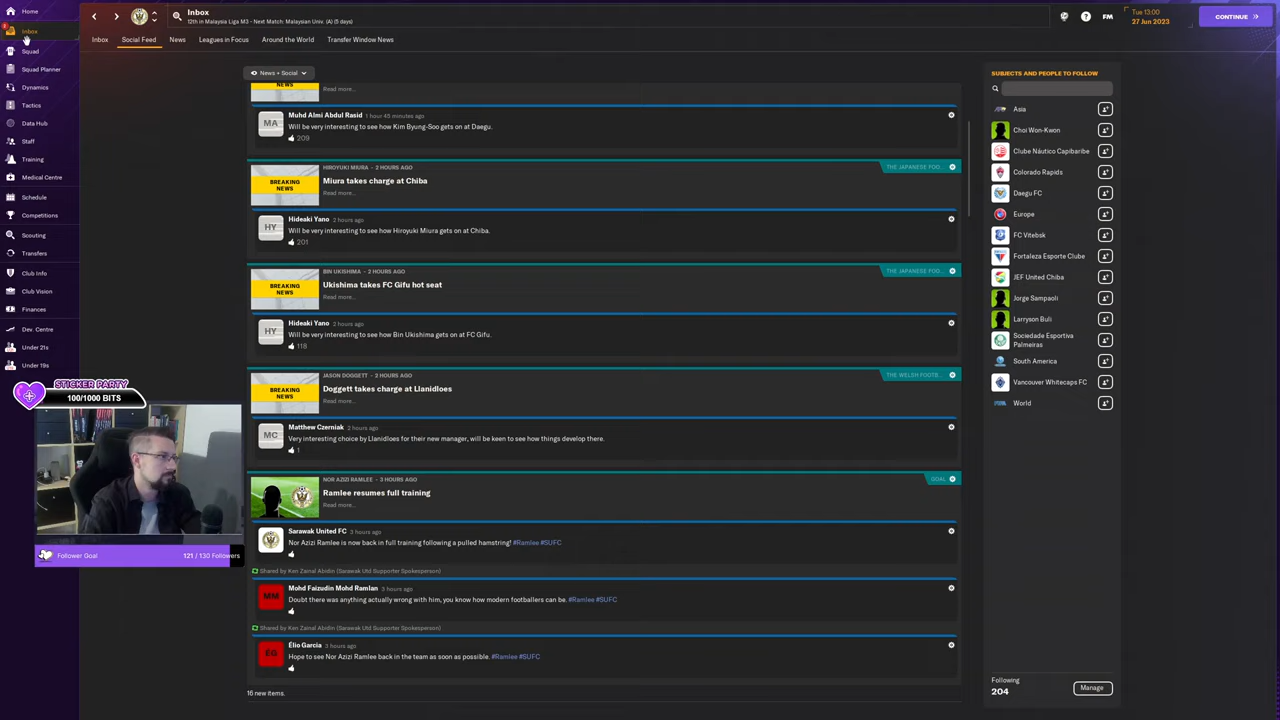 Home
Inbox
Squad
Squad Planner
Dynamics
Tactics
Data Hub
Staff
Training
Medical Centre
Schedule
Competitions
Scouting
Transfers
Club Info
Club Vision
Finances
Dev. Centre
Under 21s
Under 19s
Inbox
12th in Malaysia Liga M3 - Next Match: Malaysian Univ. (A) (5 days)
FM
Tue 13:00
27 Jun 2023
CONTINUE
Inbox
Social Feed
News
Leagues in Focus
Around the World
Transfer Window News
News + Social
NEWS
Read more...
MA
Muhd Almi Abdul Rasid 1 hour 45 minutes ago
Will be very interesting to see how Kim Byung-Soo gets on at Daegu.
209
HIROYUKI MIURA - 2 HOURS AGO
THE JAPANESE FOO...
BREAKING NEWS
Miura takes charge at Chiba
Read more...
HY
Hideaki Yano 2 hours ago
Will be very interesting to see how Hiroyuki Miura gets on at Chiba.
201
BIN UKISHIMA - 2 HOURS AGO
THE JAPANESE FOO...
BREAKING NEWS
Ukishima takes FC Gifu hot seat
Read more...
HY
Hideaki Yano 2 hours ago
Will be very interesting to see how Bin Ukishima gets on at FC Gifu.
118
JASON DOGGETT - 2 HOURS AGO
THE WELSH FOOTB...
BREAKING NEWS
Doggett takes charge at Llanidloes
Read more...
MC
Matthew Czerniak 2 hours ago
Very interesting choice by Llanidloes for their new manager, will be keen to see how things develop there.
1
NOR AZIZI RAMLEE - 3 HOURS AGO
GOAL
Ramlee resumes full training
Read more...
Sarawak United FC 3 hours ago
Nor Azizi Ramlee is now back in full training following a pulled hamstring! #Ramlee #SUFC
Shared by Ken Zainal Abidin (Sarawak Utd Supporter Spokesperson)
MM
Mohd Faizudin Mohd Ramlan 3 hours ago
Doubt there was anything actually wrong with him, you know how modern footballers can be. #Ramlee #SUFC
Shared by Ken Zainal Abidin (Sarawak Utd Supporter Spokesperson)
ÉG
Élio Garcia 3 hours ago
Hope to see Nor Azizi Ramlee back in the team as soon as possible. #Ramlee #SUFC
16 new items.
SUBJECTS AND PEOPLE TO FOLLOW
Asia
Choi Won-Kwon
Clube Náutico Capibaribe
Colorado Rapids
Daegu FC
Europe
FC Vitebsk
Fortaleza Esporte Clube
JEF United Chiba
Jorge Sampaoli
Larryson Buli
Sociedade Esportiva
Palmeiras
South America
Vancouver Whitecaps FC
World
Following
204
Manage
STICKER PARTY
100/1000 BITS
Follower Goal
121 / 130 Followers